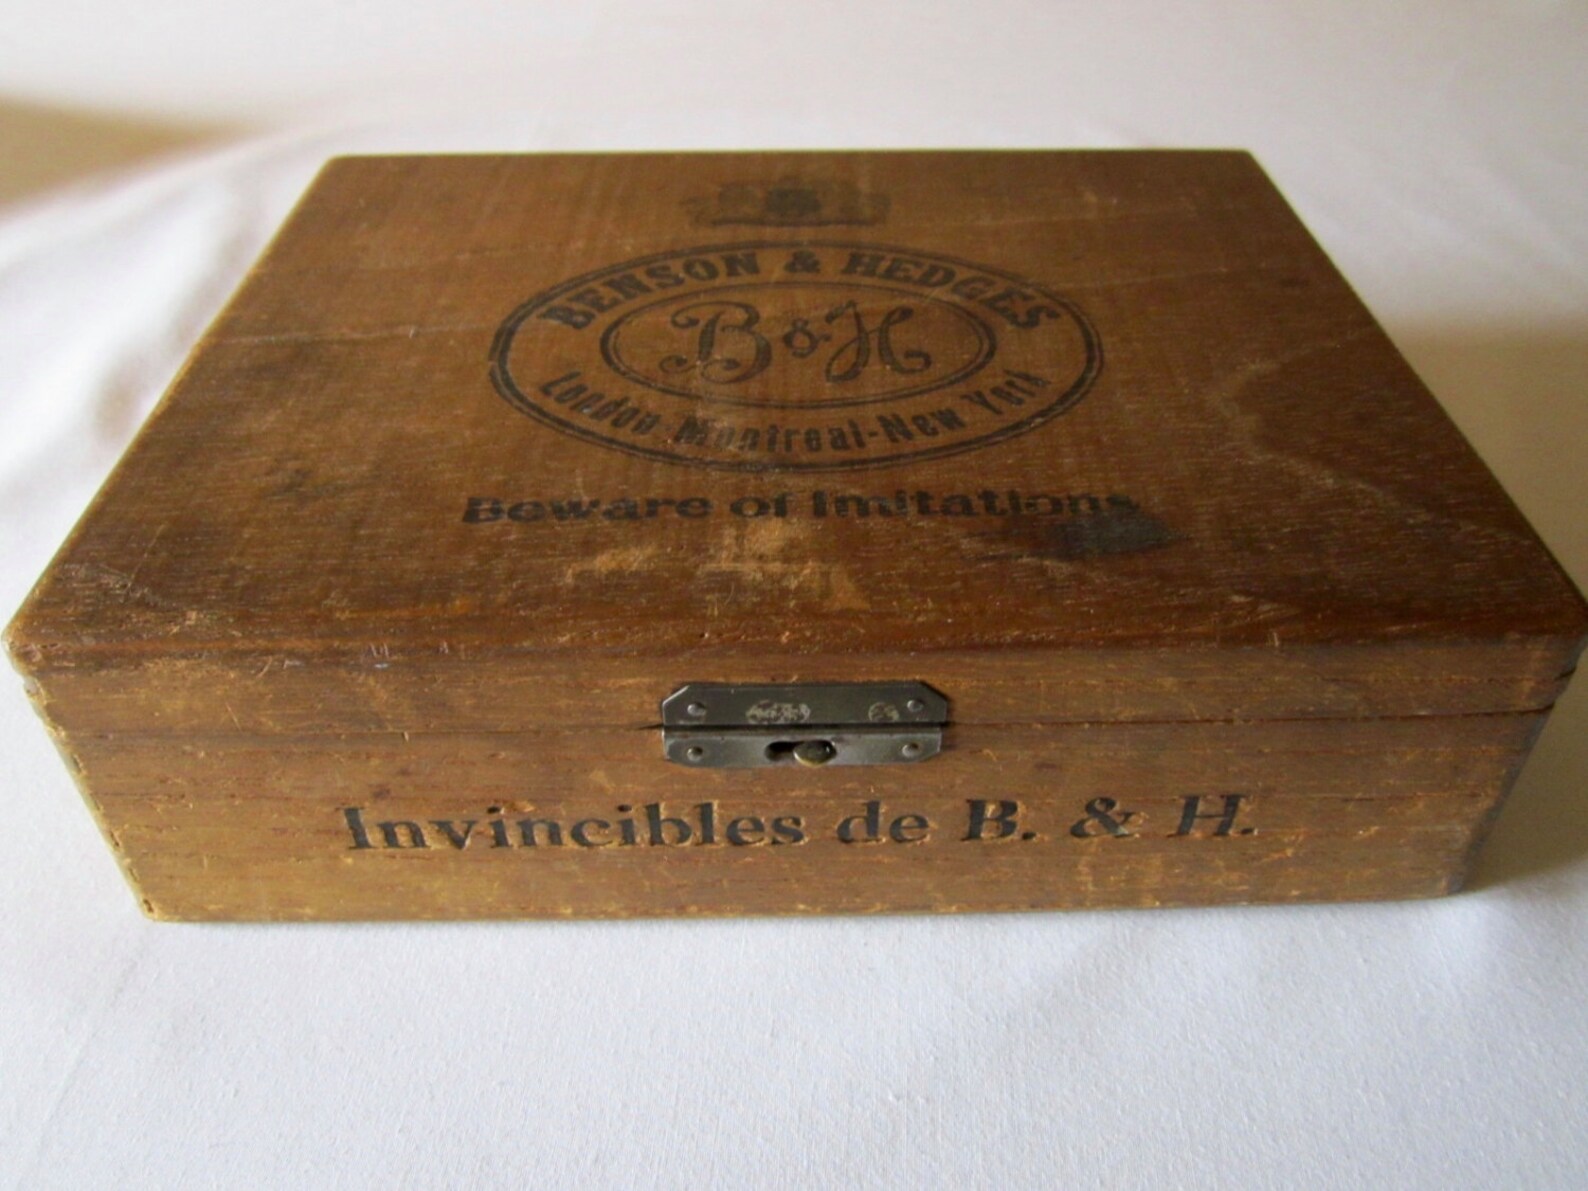 BENSON & HEDGES
B & H
London-Montreal-New York
Beware of Imitations
Invincibles de B. & H.